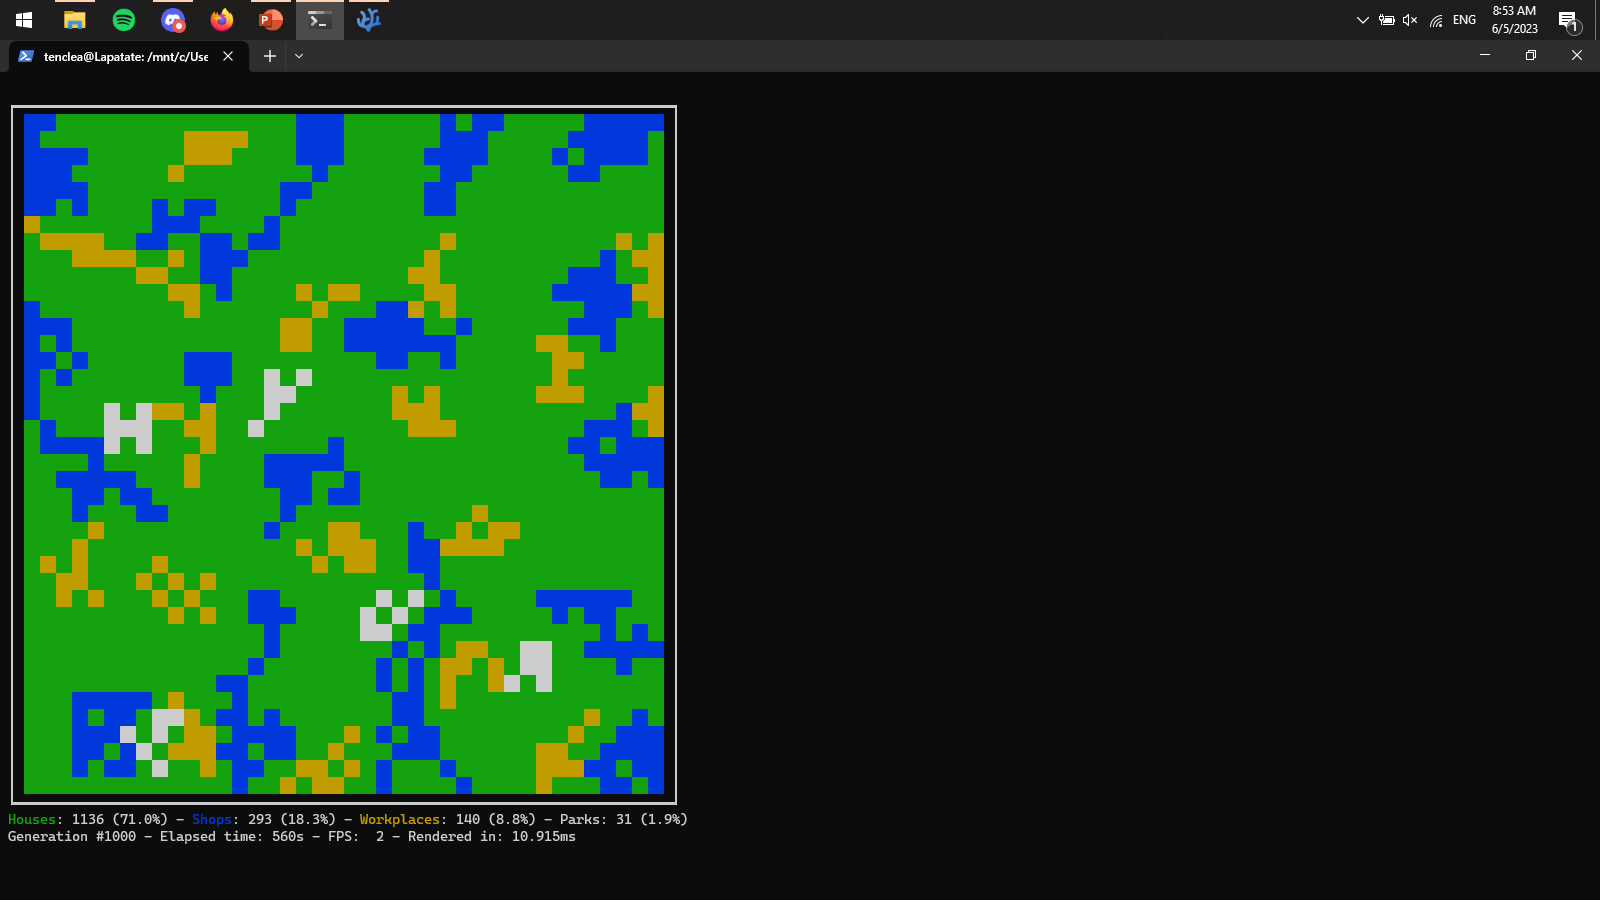 ENG
8:53 AM
6/5/2023
1
P
tenclea@Lapatate: /mnt/c/Use
Houses: 1136 (71.0%) – Shops: 293 (18.3%) – Workplaces: 140 (8.8%) – Parks: 31 (1.9%)
Generation #1000 – Elapsed time: 560s – FPS:  2 – Rendered in: 10.915ms